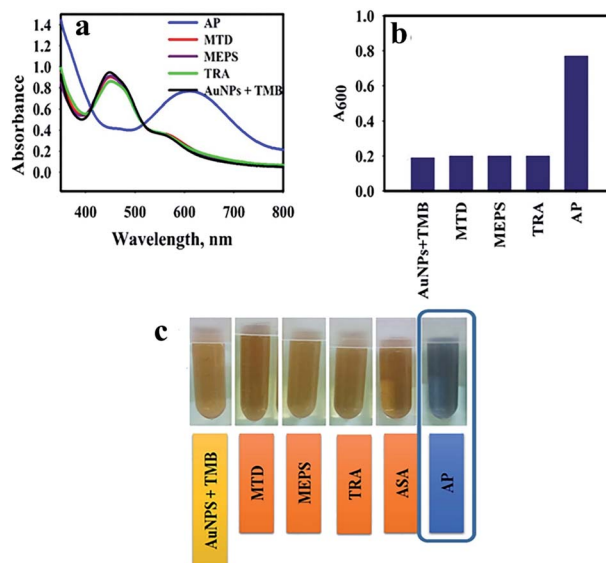 a
1.4
1.2
1.0
0.8
0.6
0.4
0.2
0.0
Absorbance
AP
MTD
MEPS
TRA
AuNPs + TMB
400 500 600 700 800
Wavelength, nm
b
1.0
0.8
0.6
0.4
0.2
0.0
A600
AuNPs+TMB
MTD
MEPS
TRA
AP
c
AuNPS + TMB
MTD
MEPS
TRA
ASA
AP